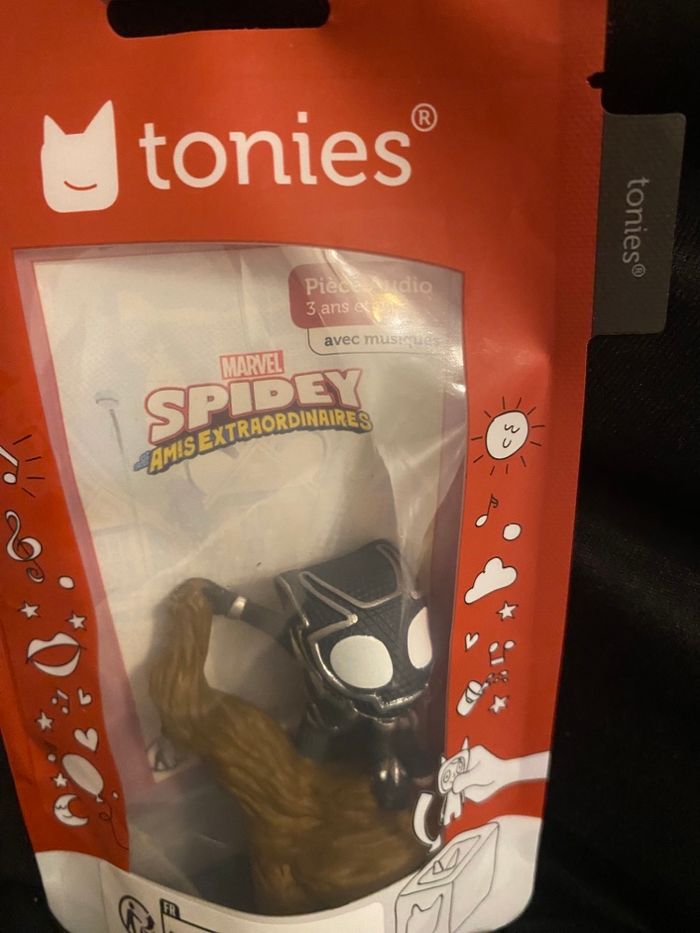 tonies®
tonies®
Pièce Audio
3 ans et
avec musiques
MARVEL
SPIDEY
AMIS EXTRAORDINAIRES
FR